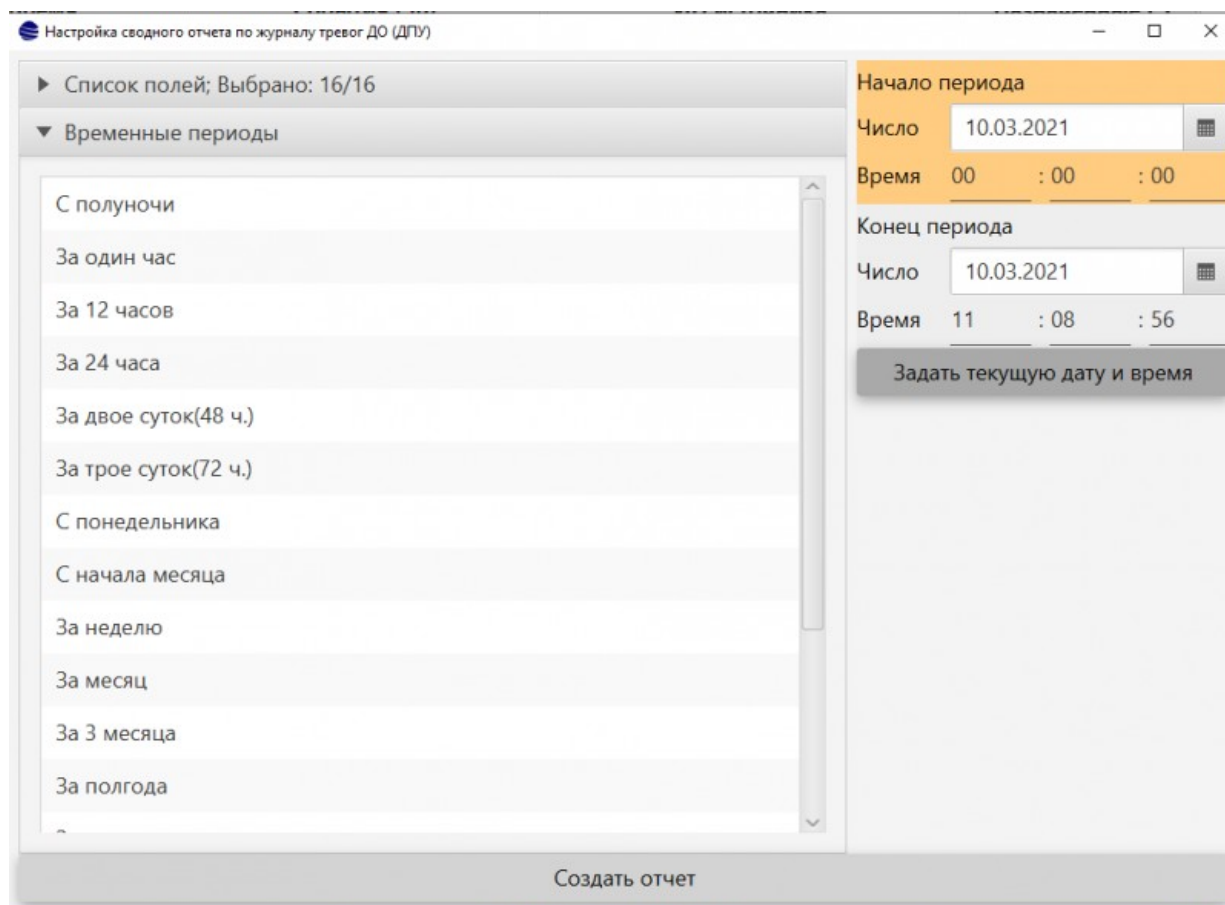 Настройка сводного отчета по журналу тревог ДО (ДПУ)
Список полей; Выбрано: 16/16
Временные периоды
С полуночи
За один час
За 12 часов
За 24 часа
За двое суток(48 ч.)
За трое суток(72 ч.)
С понедельника
С начала месяца
За неделю
За месяц
За 3 месяца
За полгода
Начало периода
Число 10.03.2021
Время 00 : 00 : 00
Конец периода
Число 10.03.2021
Время 11 : 08 : 56
Задать текущую дату и время
Создать отчет